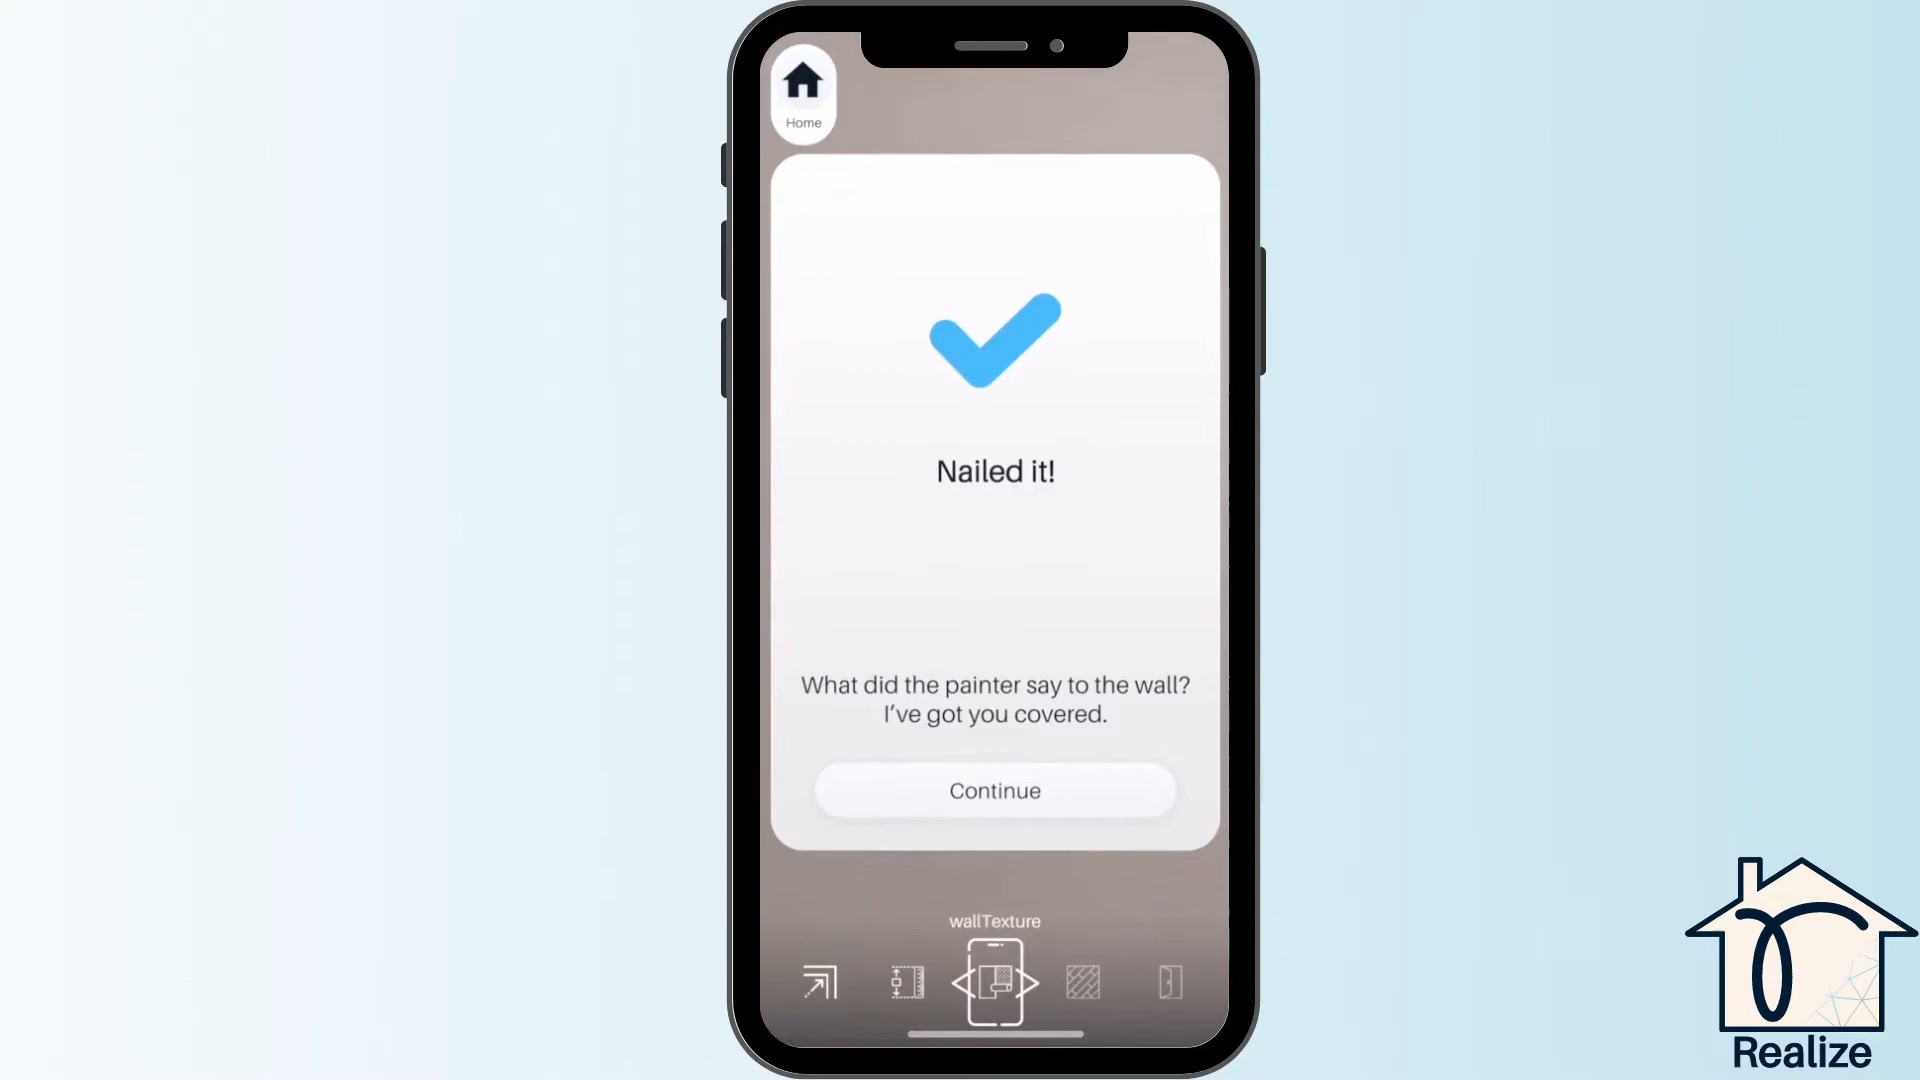 Home
Nailed it!
What did the painter say to the wall?
I've got you covered.
Continue
wallTexture
Realize